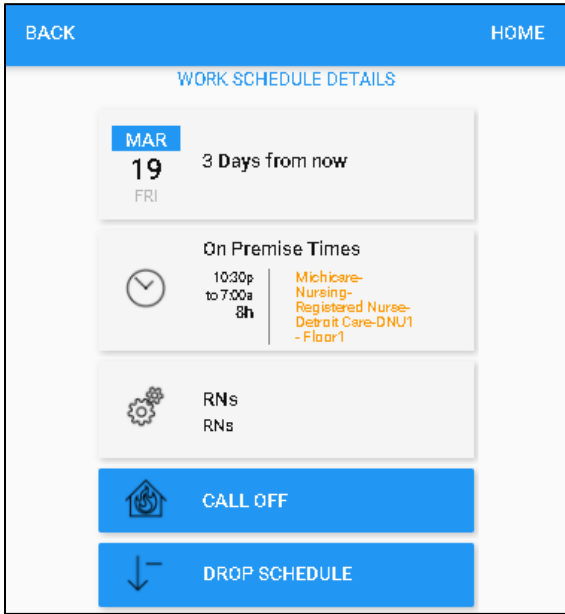 BACK HOME
WORK SCHEDULE DETAILS
MAR
19
FRI
3 Days from now
On Premise Times
10:30p
to 7:00a
8h
Michicare-
Nursing-
Registered Nurse-
Detroit Care-DNU1
- Floor1
RNs
RNs
CALL OFF
DROP SCHEDULE